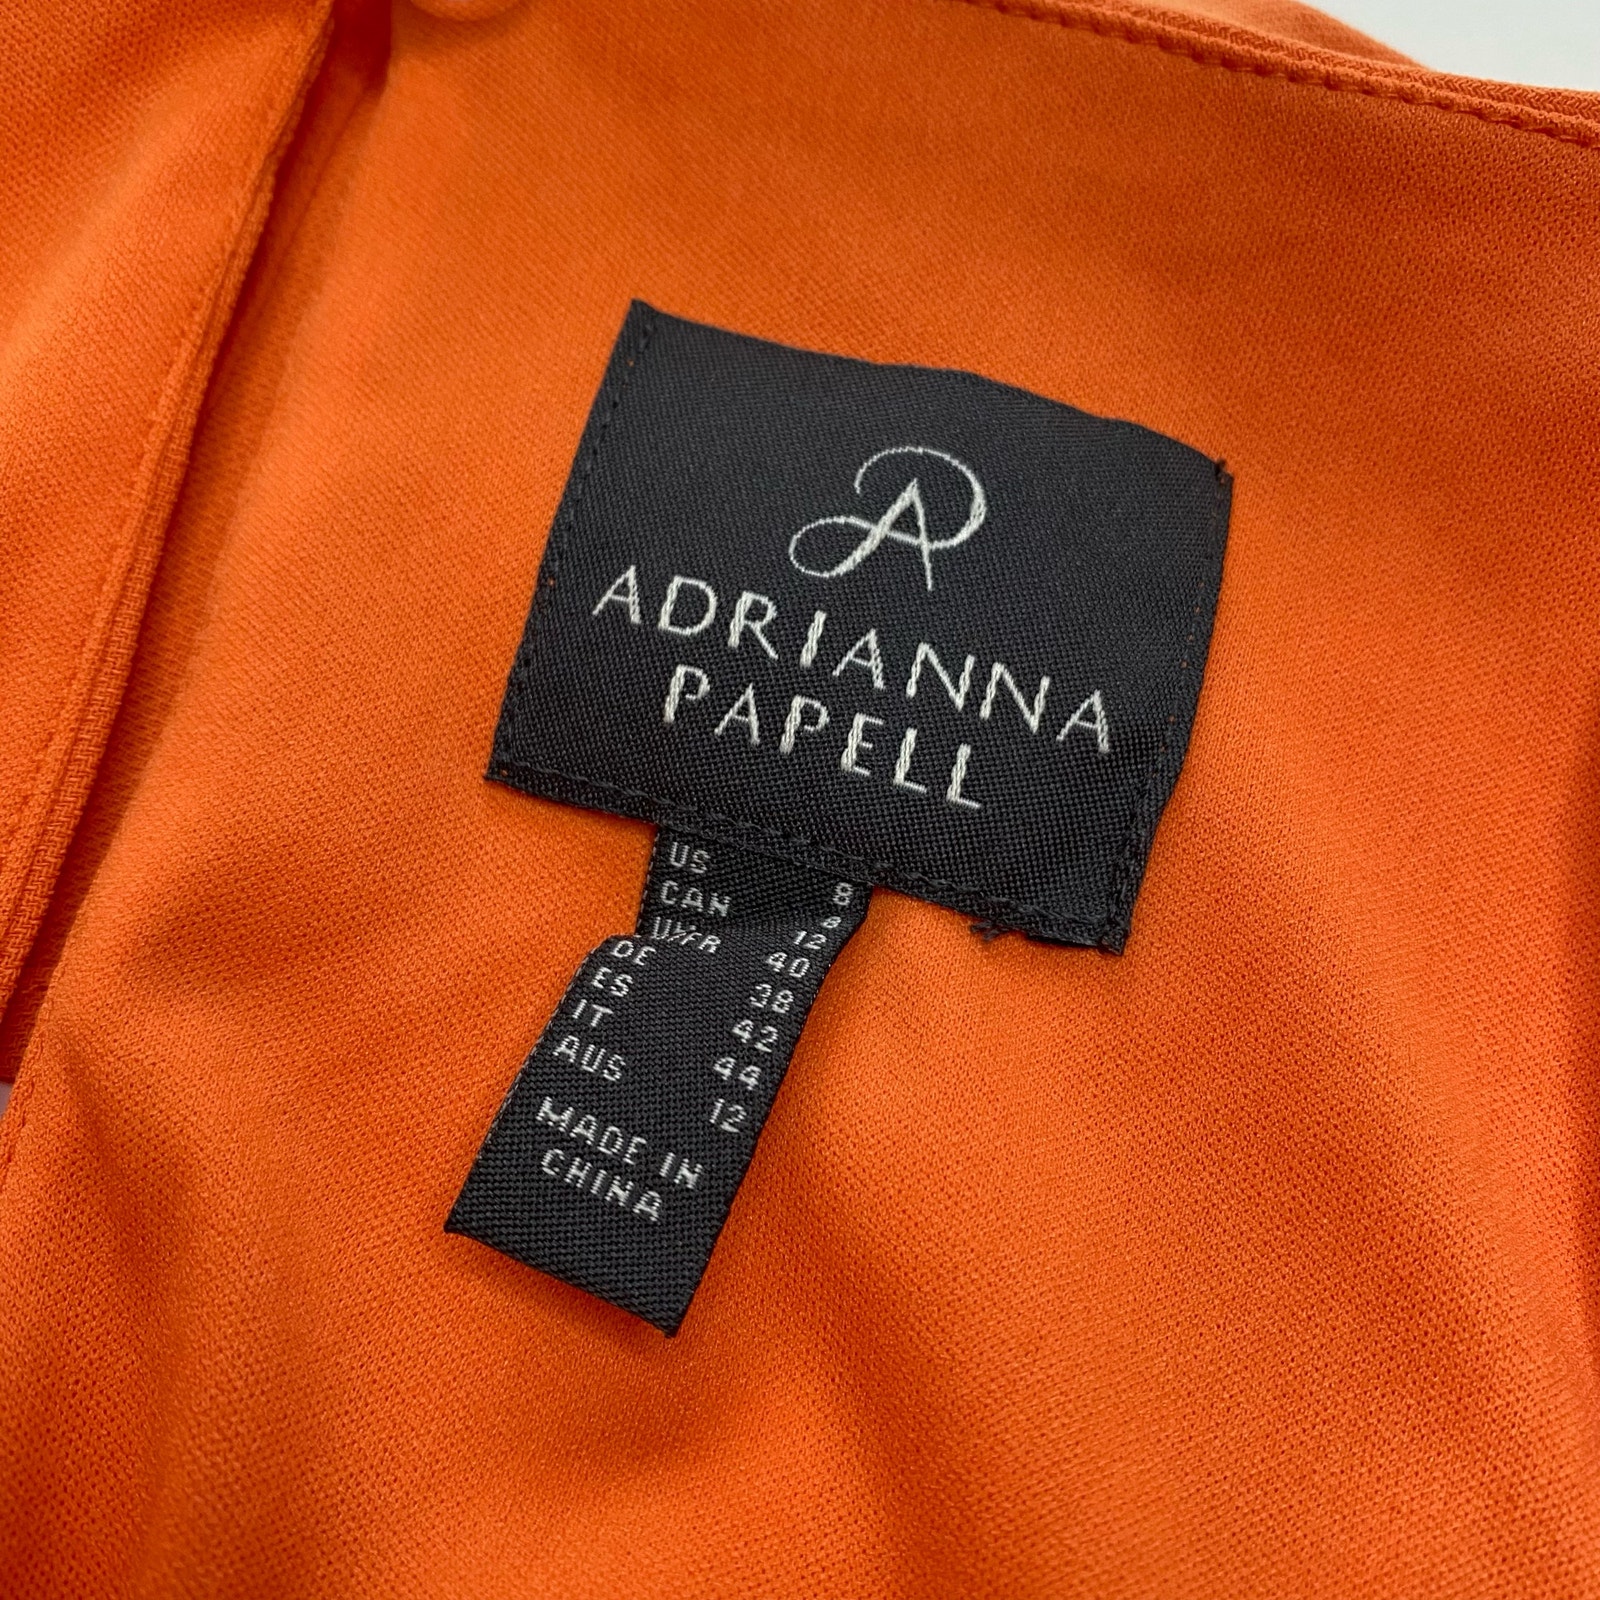 A
ADRIANNA
PAPELL
US 8
CAN 8
UK 12
FR 40
DE 38
ES 42
IT 44
AUS 12
MADE IN
CHINA